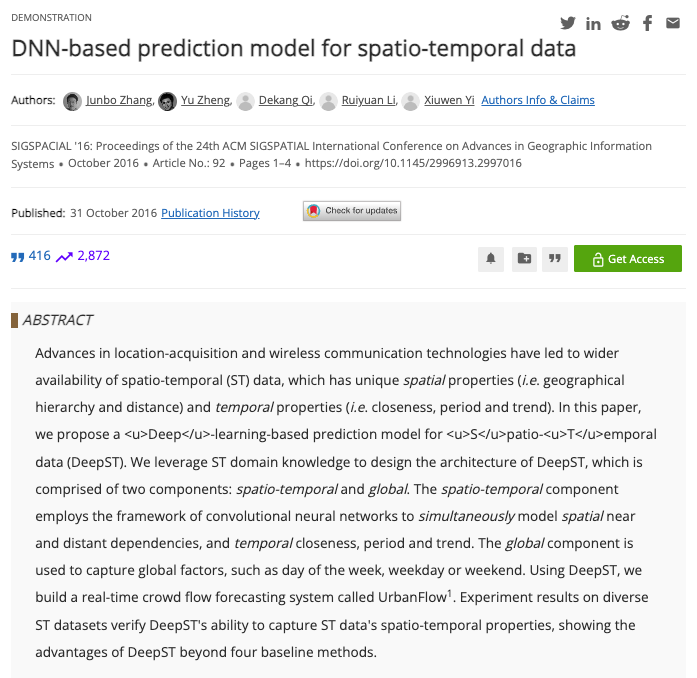 DEMONSTRATION
DNN-based prediction model for spatio-temporal data
Authors: Junbo Zhang, Yu Zheng, Dekang Qi, Ruiyuan Li, Xiuwen Yi Authors Info & Claims
SIGSPACIAL '16: Proceedings of the 24th ACM SIGSPATIAL International Conference on Advances in Geographic Information
Systems • October 2016 • Article No.: 92 • Pages 1–4 • https://doi.org/10.1145/2996913.2997016
Published: 31 October 2016 Publication History Check for updates
416 2,872 Get Access
ABSTRACT
Advances in location-acquisition and wireless communication technologies have led to wider
availability of spatio-temporal (ST) data, which has unique spatial properties (i.e. geographical
hierarchy and distance) and temporal properties (i.e. closeness, period and trend). In this paper,
we propose a <u>Deep</u>-learning-based prediction model for <u>S</u>patio-<u>T</u>emporal
data (DeepST). We leverage ST domain knowledge to design the architecture of DeepST, which is
comprised of two components: spatio-temporal and global. The spatio-temporal component
employs the framework of convolutional neural networks to simultaneously model spatial near
and distant dependencies, and temporal closeness, period and trend. The global component is
used to capture global factors, such as day of the week, weekday or weekend. Using DeepST, we
build a real-time crowd flow forecasting system called UrbanFlow¹. Experiment results on diverse
ST datasets verify DeepST's ability to capture ST data's spatio-temporal properties, showing the
advantages of DeepST beyond four baseline methods.